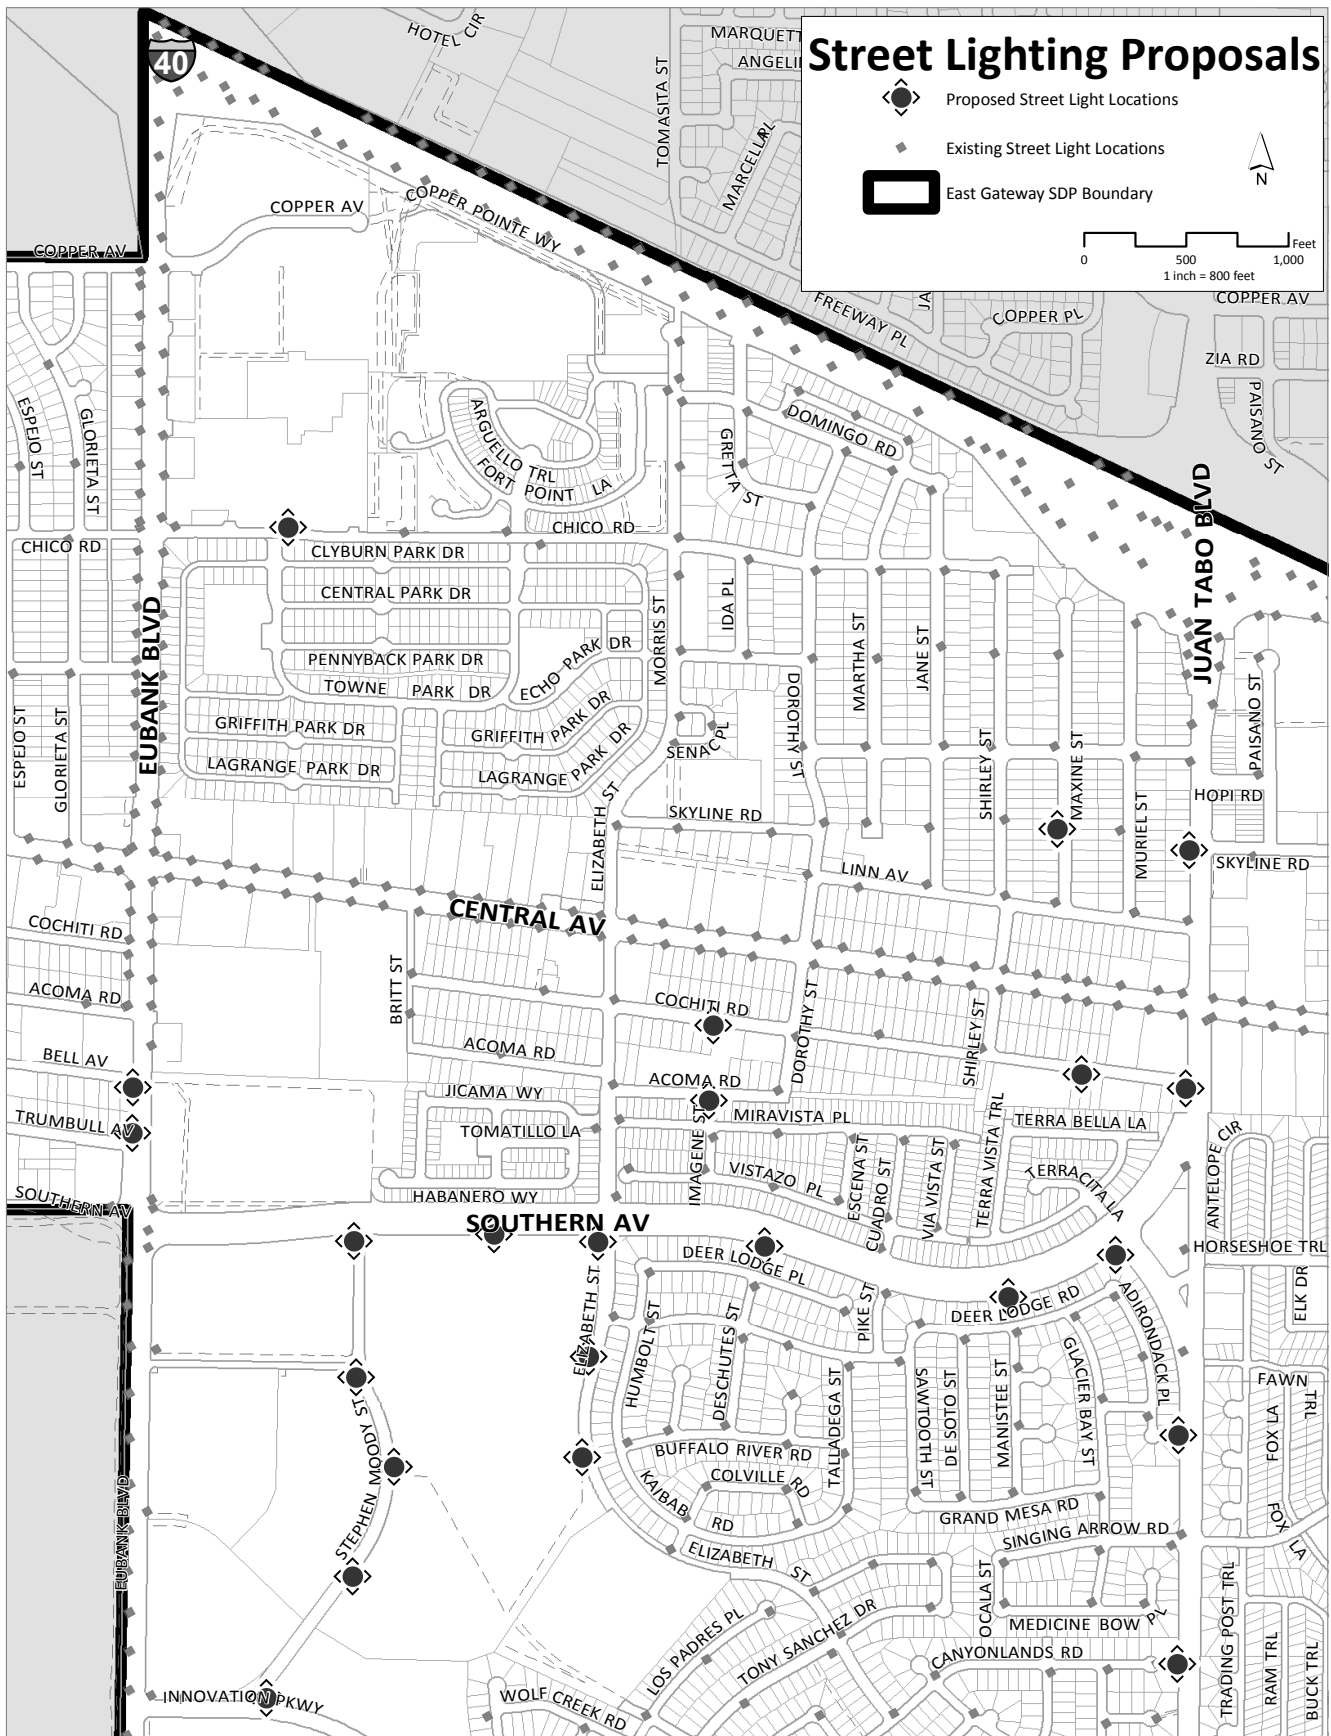 Street Lighting Proposals
Proposed Street Light Locations
Existing Street Light Locations
East Gateway SDP Boundary
N
Feet
0 500 1,000
1 inch = 800 feet
40
HOTEL CIR
TOMASITA ST
MARQUETT
ANGELI
MARCELLA PL
COPPER AV
COPPER POINTE WY
COPPER AV
FREEWAY PL
JA
COPPER PL
COPPER AV
ZIA RD
PAISANO ST
ESPEJO ST
GLORIETA ST
ARGUELLO TRL
FORT POINT LA
GRETTA ST
DOMINGO RD
JUAN TABO BLVD
CHICO RD
CHICO RD
CLYBURN PARK DR
CENTRAL PARK DR
EUBANK BLVD
PENNYBACK PARK DR
ECHO PARK DR
TOWNE PARK DR
MORRIS ST
IDA PL
MARTHA ST
JANE ST
ESPEJO ST
GLORIETA ST
GRIFFITH PARK DR
GRIFFITH PARK DR
LAGRANGE PARK DR
LAGRANGE PARK DR
SENAC PL
DOROTHY ST
SHIRLEY ST
MAXINE ST
MURIEL ST
PAISANO ST
HOPI RD
ELIZABETH ST
SKYLINE RD
SKYLINE RD
LINN AV
CENTRAL AV
COCHITI RD
ACOMA RD
BRITT ST
COCHITI RD
DOROTHY ST
SHIRLEY ST
BELL AV
ACOMA RD
ACOMA RD
JICAMA WY
MIRAVISTA PL
TERRA BELLA LA
TRUMBULL AV
TOMATILLO LA
IMAGENE ST
VISTAZO PL
ESCENA ST
CUADRO ST
VIA VISTA ST
TERRA VISTA TRL
TERRACITA LA
ANTELOPE CIR
HABANERO WY
SOUTHERN AV
SOUTHERN AV
HORSESHOE TRL
DEER LODGE PL
DEER LODGE RD
ELIZABETH ST
PIKE ST
ADIRONDACK PL
ELK DR
HUMBOLT ST
DESCHUTES ST
TALLADEGA ST
SAWTOOTH ST
DE SOTO ST
MANISTEE ST
GLACIER BAY ST
FAWN TRL
FOX LA
STEPHEN MOODY ST
BUFFALO RIVER RD
COLVILLE RD
KAIBAB RD
GRAND MESA RD
SINGING ARROW RD
FOX LA
EUBANK BLVD
ELIZABETH ST
OCALA ST
MEDICINE BOW PL
LOS PADRES PL
TONY SANCHEZ DR
CANYONLANDS RD
TRADING POST TRL
RAM TRL
BUCK TRL
INNOVATION PKWY
WOLF CREEK RD